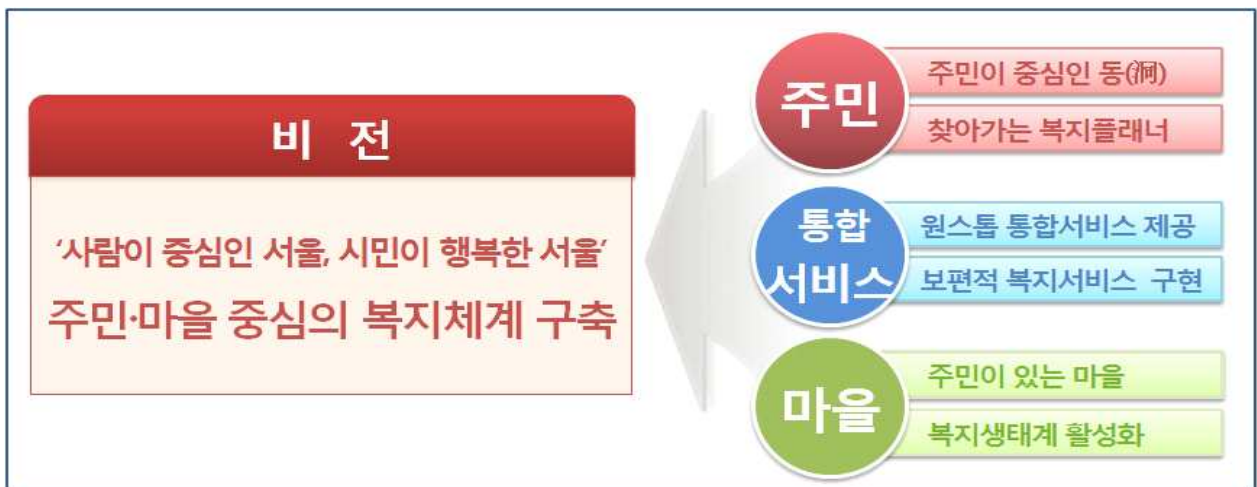 비 전
‘사람이 중심인 서울, 시민이 행복한 서울’
주민·마을 중심의 복지체계 구축
주민
주민이 중심인 동(洞)
찾아가는 복지플래너
통합
서비스
원스톱 통합서비스 제공
보편적 복지서비스 구현
마을
주민이 있는 마을
복지생태계 활성화